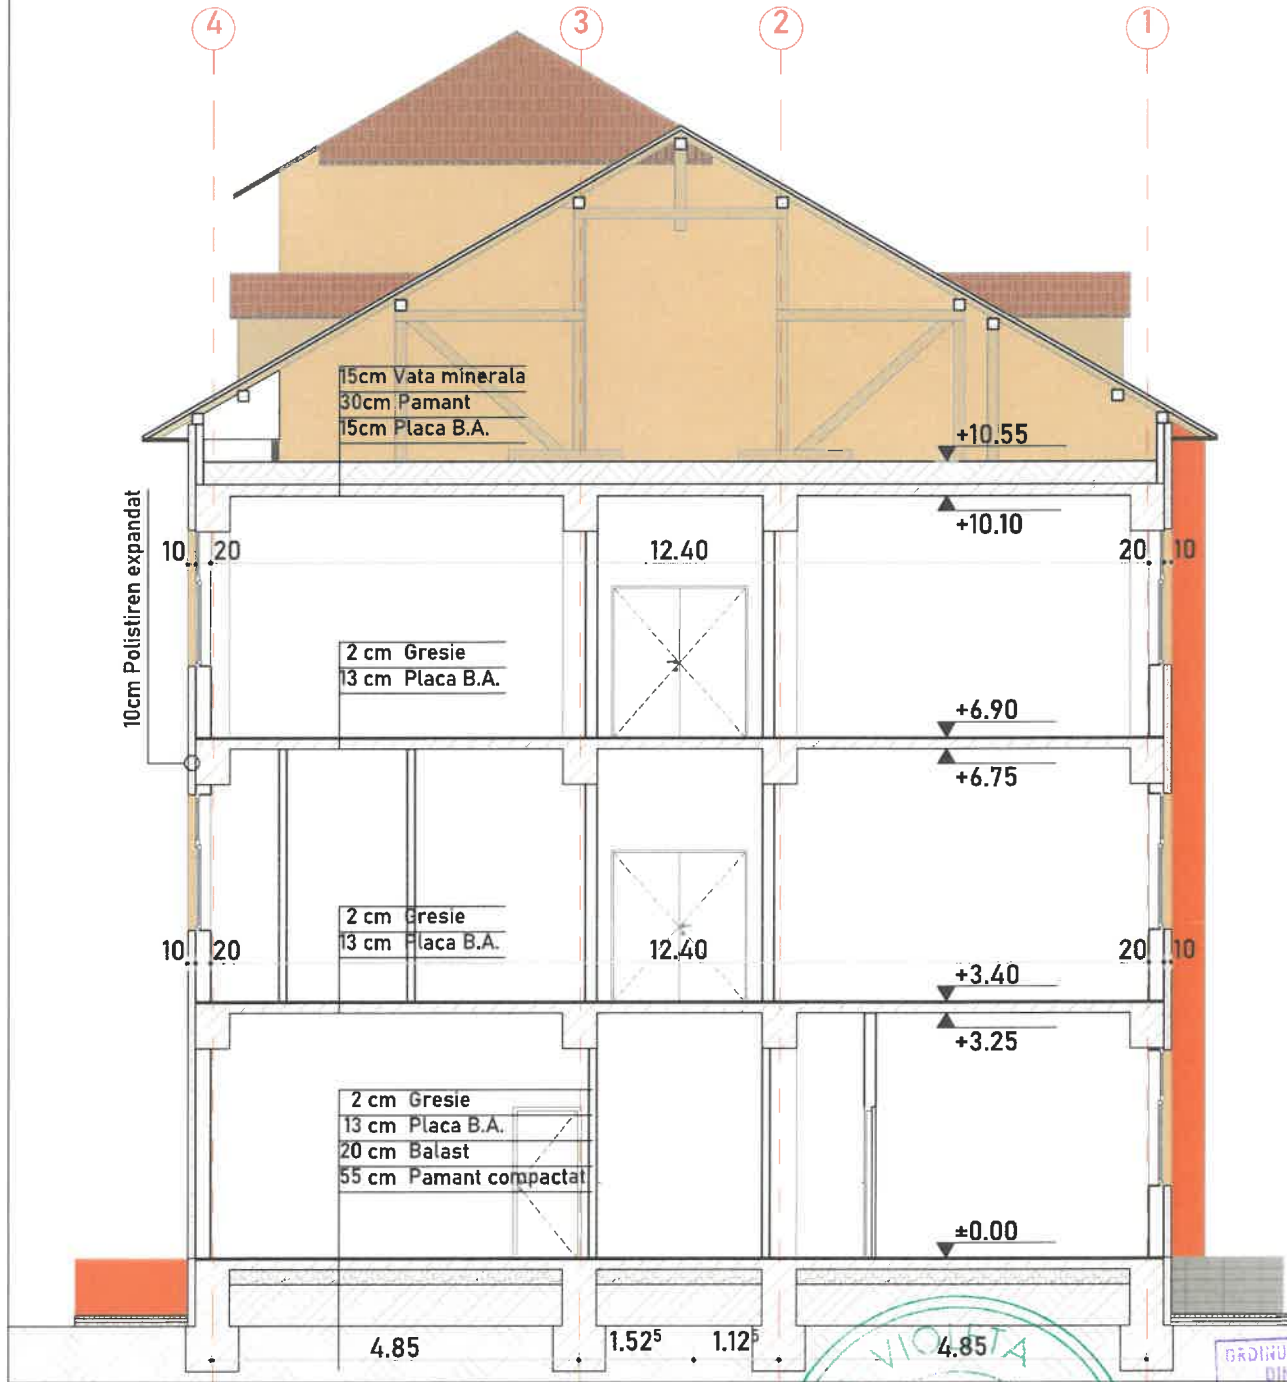 4 3 2 1
15cm Vata minerala
30cm Pamant
15cm Placa B.A.
+10.55
+10.10
10cm Polistiren expandat
10 20 12.40 20 10
2 cm Gresie
13 cm Placa B.A.
+6.90
+6.75
2 cm Gresie
13 cm Placa B.A.
10 20 12.40 20 10
+3.40
+3.25
2 cm Gresie
13 cm Placa B.A.
20 cm Balast
55 cm Pamant compactat
±0.00
4.85 1.52⁵ 1.12⁵ 4.85
VIOLETA